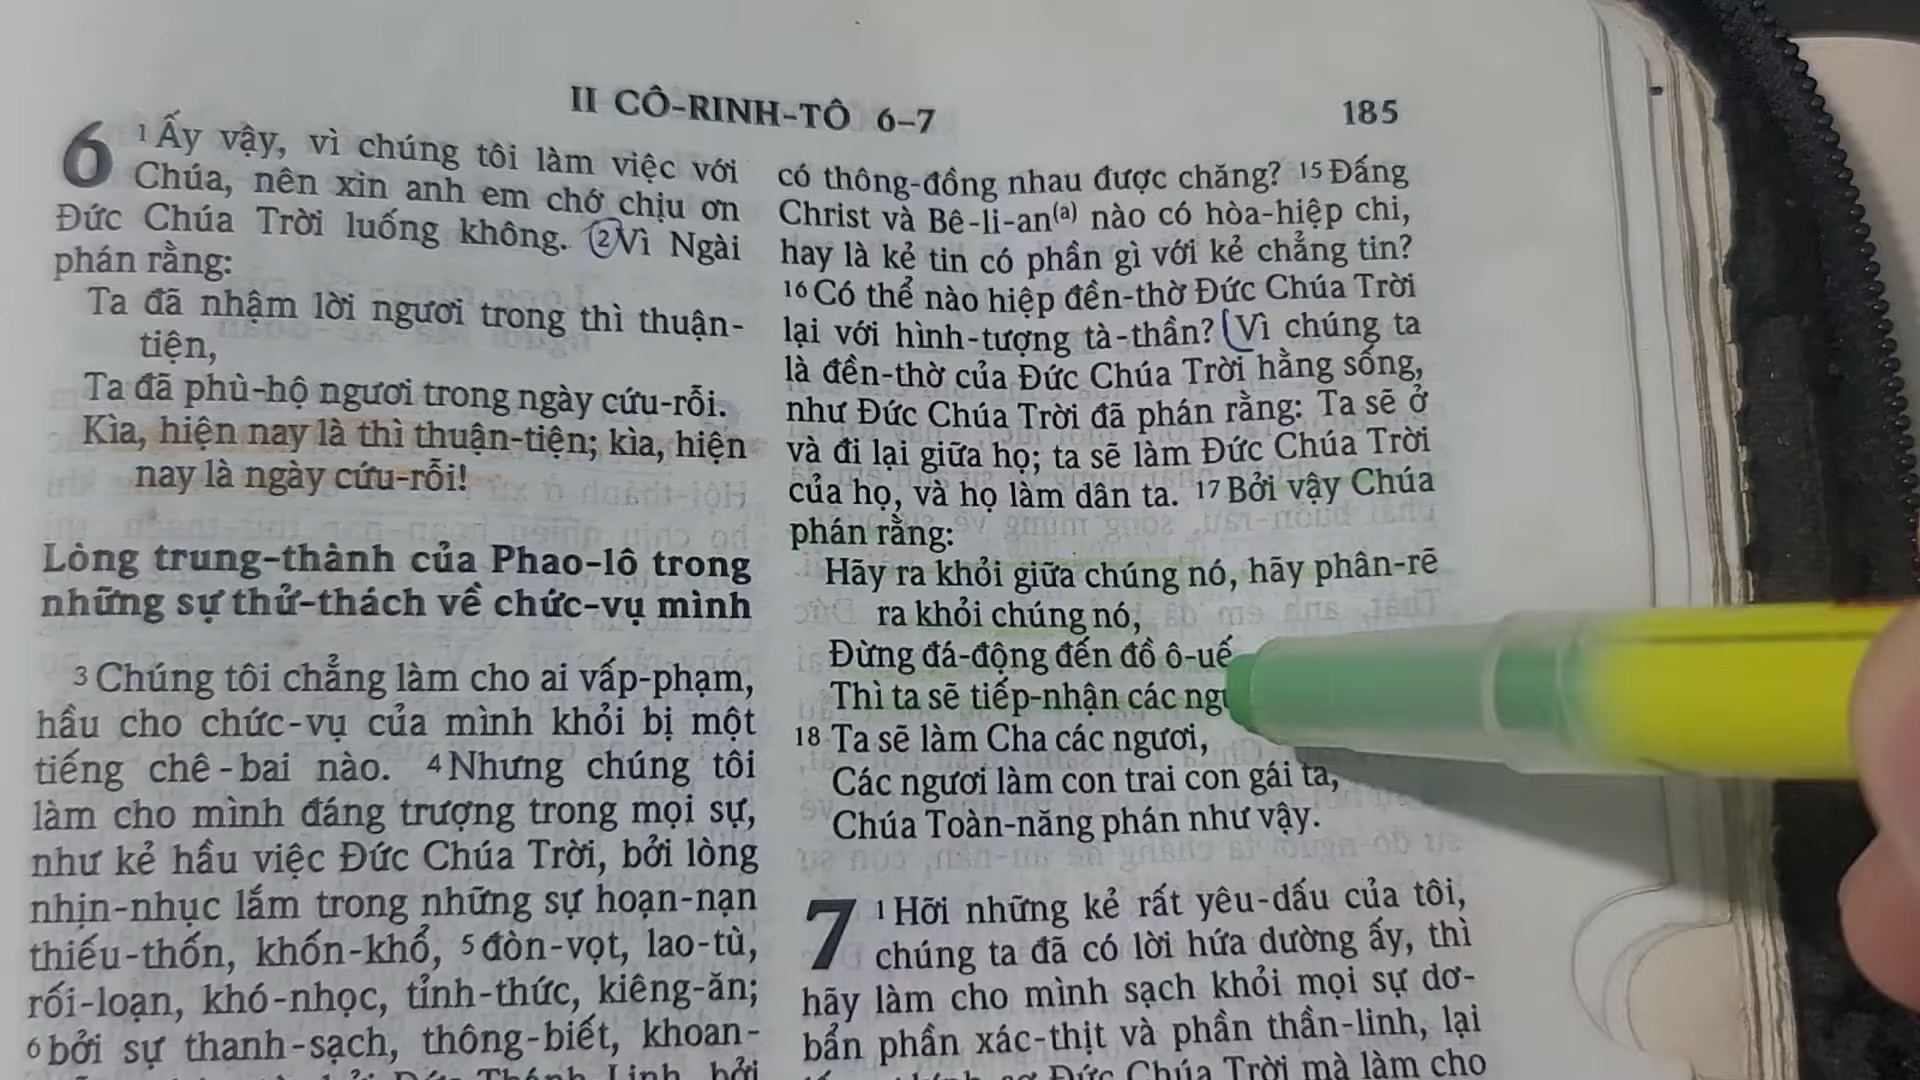 II CÔ-RINH-TÔ 6-7
185
6 1 Ấy vậy, vì chúng tôi làm việc với
Chúa, nên xin anh em chớ chịu ơn
Đức Chúa Trời luống không. 2 Vì Ngài
phán rằng:
Ta đã nhậm lời ngươi trong thì thuận-
tiện,
Ta đã phù-hộ ngươi trong ngày cứu-rỗi.
Kìa, hiện nay là thì thuận-tiện; kìa, hiện
nay là ngày cứu-rỗi!
Lòng trung-thành của Phao-lô trong
những sự thử-thách về chức-vụ mình
3 Chúng tôi chẳng làm cho ai vấp-phạm,
hầu cho chức-vụ của mình khỏi bị một
tiếng chê-bai nào. 4 Nhưng chúng tôi
làm cho mình đáng trượng trong mọi sự,
như kẻ hầu việc Đức Chúa Trời, bởi lòng
nhịn-nhục lắm trong những sự hoạn-nạn
thiếu-thốn, khốn-khổ, 5 đòn-vọt, lao-tù,
rối-loạn, khó-nhọc, tỉnh-thức, kiêng-ăn;
6 bởi sự thanh-sạch, thông-biết, khoan-
Đức Thánh Linh, bởi
có thông-đồng nhau được chăng? 15 Đấng
Christ và Bê-li-an(a) nào có hòa-hiệp chi,
hay là kẻ tin có phần gì với kẻ chẳng tin?
16 Có thể nào hiệp đền-thờ Đức Chúa Trời
lại với hình-tượng tà-thần? (Vì chúng ta
là đền-thờ của Đức Chúa Trời hằng sống,
như Đức Chúa Trời đã phán rằng: Ta sẽ ở
và đi lại giữa họ; ta sẽ làm Đức Chúa Trời
của họ, và họ làm dân ta. 17 Bởi vậy Chúa
phán rằng:
Hãy ra khỏi giữa chúng nó, hãy phân-rẽ
ra khỏi chúng nó,
Đừng đá-động đến đồ ô-uế
Thì ta sẽ tiếp-nhận các
18 Ta sẽ làm Cha các ngươi,
Các ngươi làm con trai con gái ta,
Chúa Toàn-năng phán như vậy.
7 1 Hỡi những kẻ rất yêu-dấu của tôi,
chúng ta đã có lời hứa dường ấy, thì
hãy làm cho mình sạch khỏi mọi sự dơ-
bẩn phần xác-thịt và phần thần-linh, lại
sợ Đức Chúa Trời mà làm cho